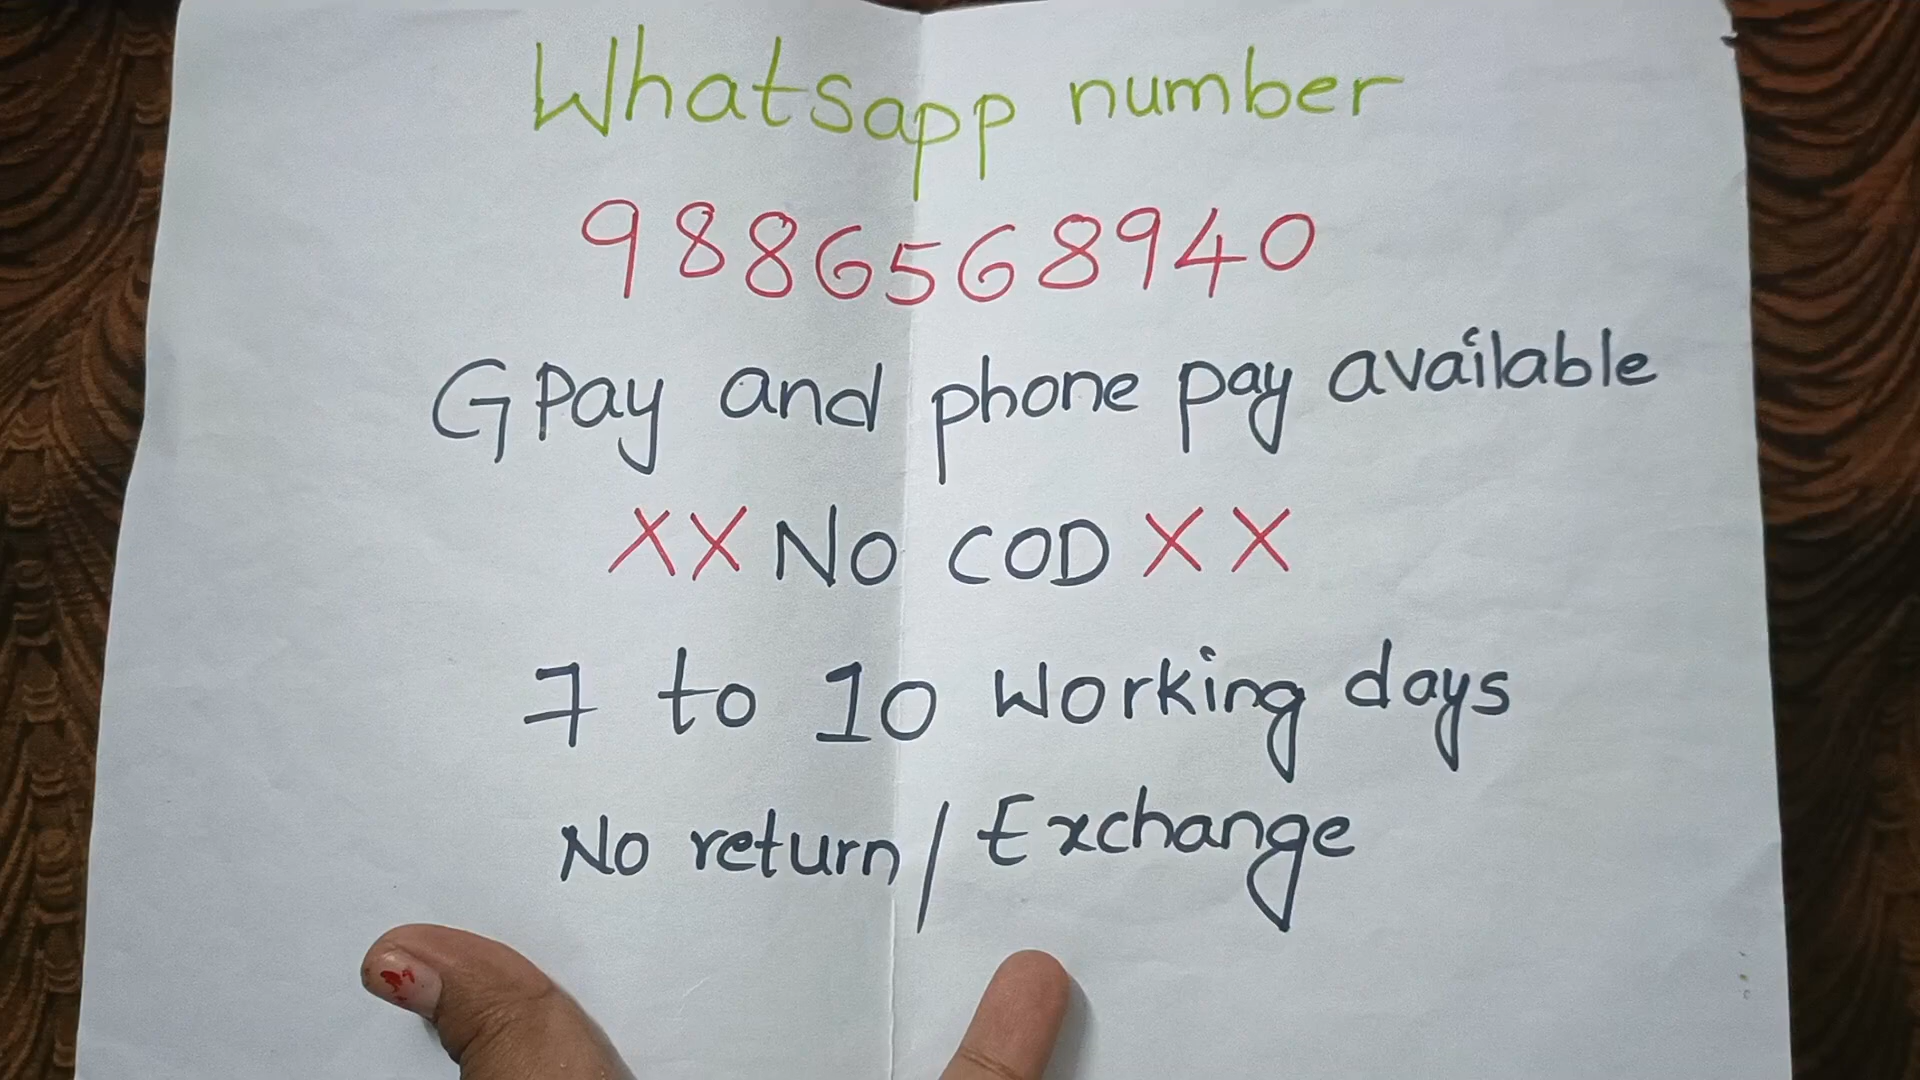 Whatsapp number
9886568940
GPay and phone pay available
XX No COD XX
7 to 10 working days
No return / Exchange